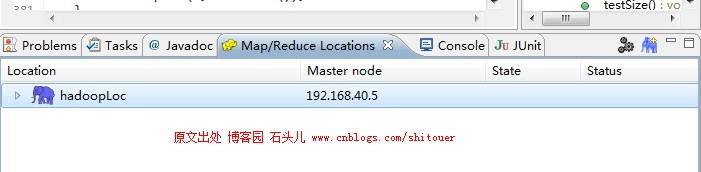 381
testSize() : vo
Problems Tasks @ Javadoc Map/Reduce Locations Console JU JUnit
Location Master node State Status
hadoopLoc 192.168.40.5
原文出处 博客园 石头儿 www.cnblogs.com/shitouer